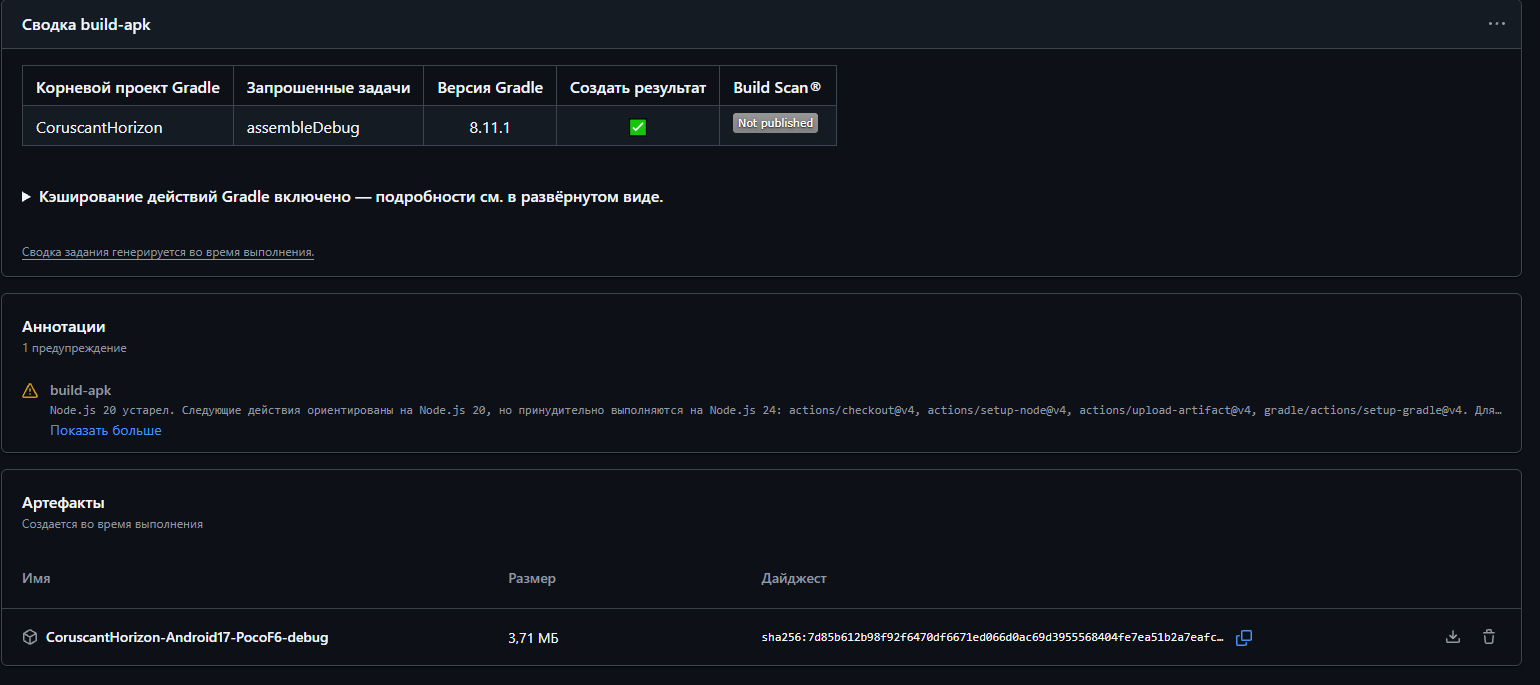 Сводка build-apk
Корневой проект Gradle Запрошенные задачи Версия Gradle Создать результат Build Scan®
CoruscantHorizon assembleDebug 8.11.1 ✅ Not published
Кэширование действий Gradle включено — подробности см. в развёрнутом виде.
Сводка задания генерируется во время выполнения.
Аннотации
1 предупреждение
build-apk
Node.js 20 устарел. Следующие действия ориентированы на Node.js 20, но принудительно выполняются на Node.js 24: actions/checkout@v4, actions/setup-node@v4, actions/upload-artifact@v4, gradle/actions/setup-gradle@v4. Для…
Показать больше
Артефакты
Создается во время выполнения
Имя Размер Дайджест
CoruscantHorizon-Android17-PocoF6-debug 3,71 МБ sha256:7d85b612b98f92f6470df6671ed066d0ac69d3955568404fe7ea51b2a7eafc…